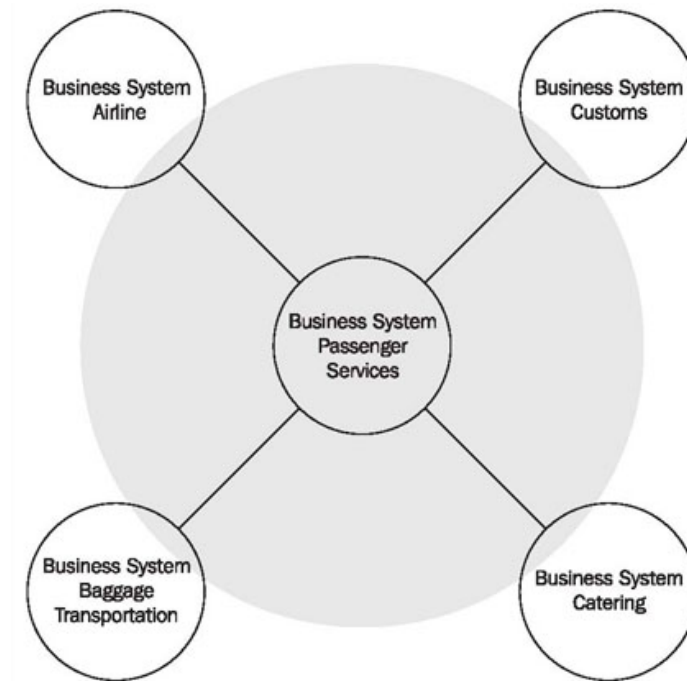 Business System
Airline
Business System
Customs
Business System
Passenger
Services
Business System
Baggage
Transportation
Business System
Catering